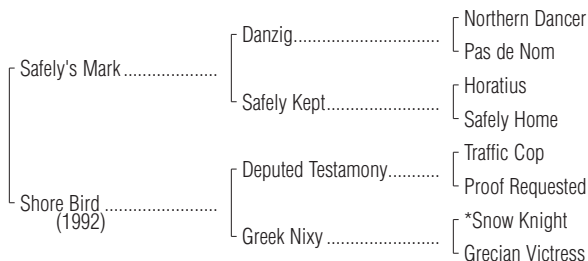 Northern Dancer
Danzig..............................
Pas de Nom
Safely's Mark ....................
Horatius
Safely Kept.......................
Safely Home
Traffic Cop
Deputed Testamony...........
Proof Requested
Shore Bird ........................
(1992)
*Snow Knight
Greek Nixy .......................
Grecian Victress